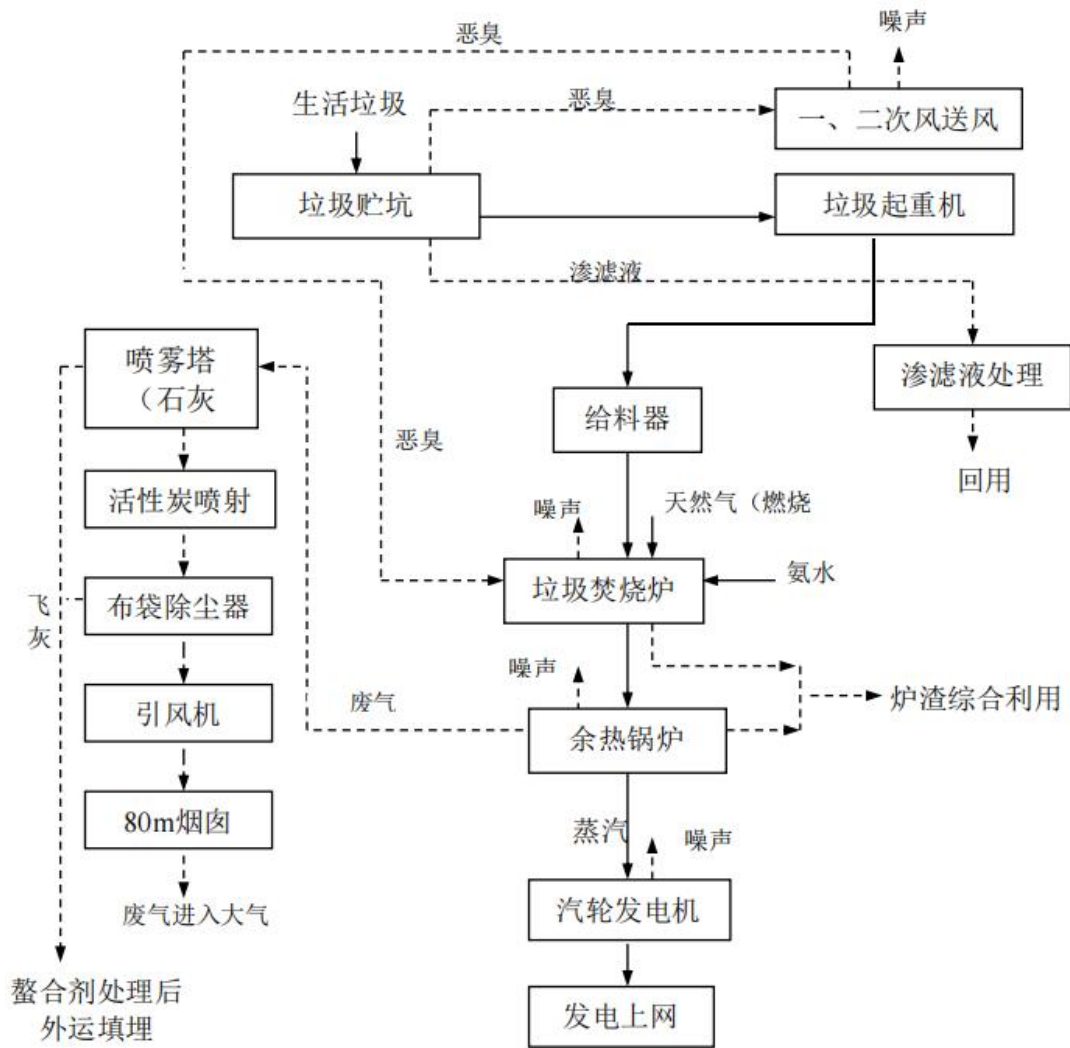 恶臭
噪声
生活垃圾
恶臭
一、二次风送风
垃圾贮坑
垃圾起重机
渗滤液
喷雾塔
（石灰
渗滤液处理
给料器
恶臭
回用
活性炭喷射
噪声
天然气（燃烧
垃圾焚烧炉
氨水
飞
灰
布袋除尘器
噪声
废气
炉渣综合利用
引风机
余热锅炉
80m烟囱
蒸汽
噪声
废气进入大气
汽轮发电机
螯合剂处理后
外运填埋
发电上网